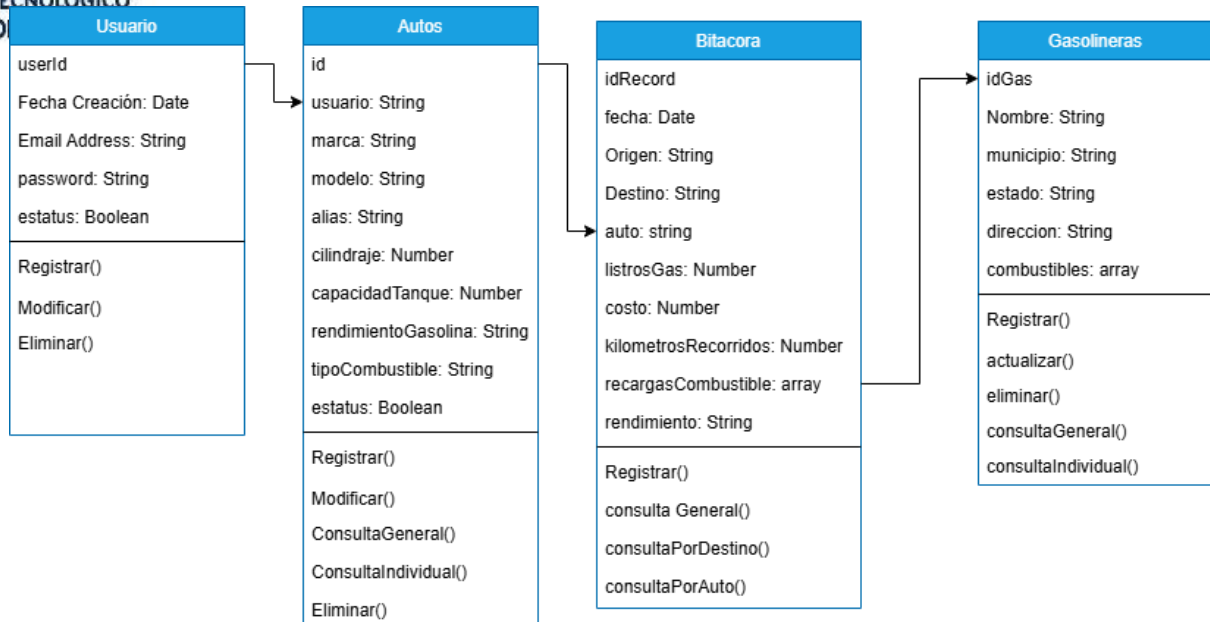 TECNOLÓGICO
Usuario
userId
Fecha Creación: Date
Email Address: String
password: String
estatus: Boolean
Registrar()
Modificar()
Eliminar()
Autos
id
usuario: String
marca: String
modelo: String
alias: String
cilindraje: Number
capacidadTanque: Number
rendimientoGasolina: String
tipoCombustible: String
estatus: Boolean
Registrar()
Modificar()
ConsultaGeneral()
ConsultaIndividual()
Eliminar()
Bitacora
idRecord
fecha: Date
Origen: String
Destino: String
auto: string
listrosGas: Number
costo: Number
kilometrosRecorridos: Number
recargasCombustible: array
rendimiento: String
Registrar()
consulta General()
consultaPorDestino()
consultaPorAuto()
Gasolineras
idGas
Nombre: String
municipio: String
estado: String
direccion: String
combustibles: array
Registrar()
actualizar()
eliminar()
consultaGeneral()
consultaIndividual()